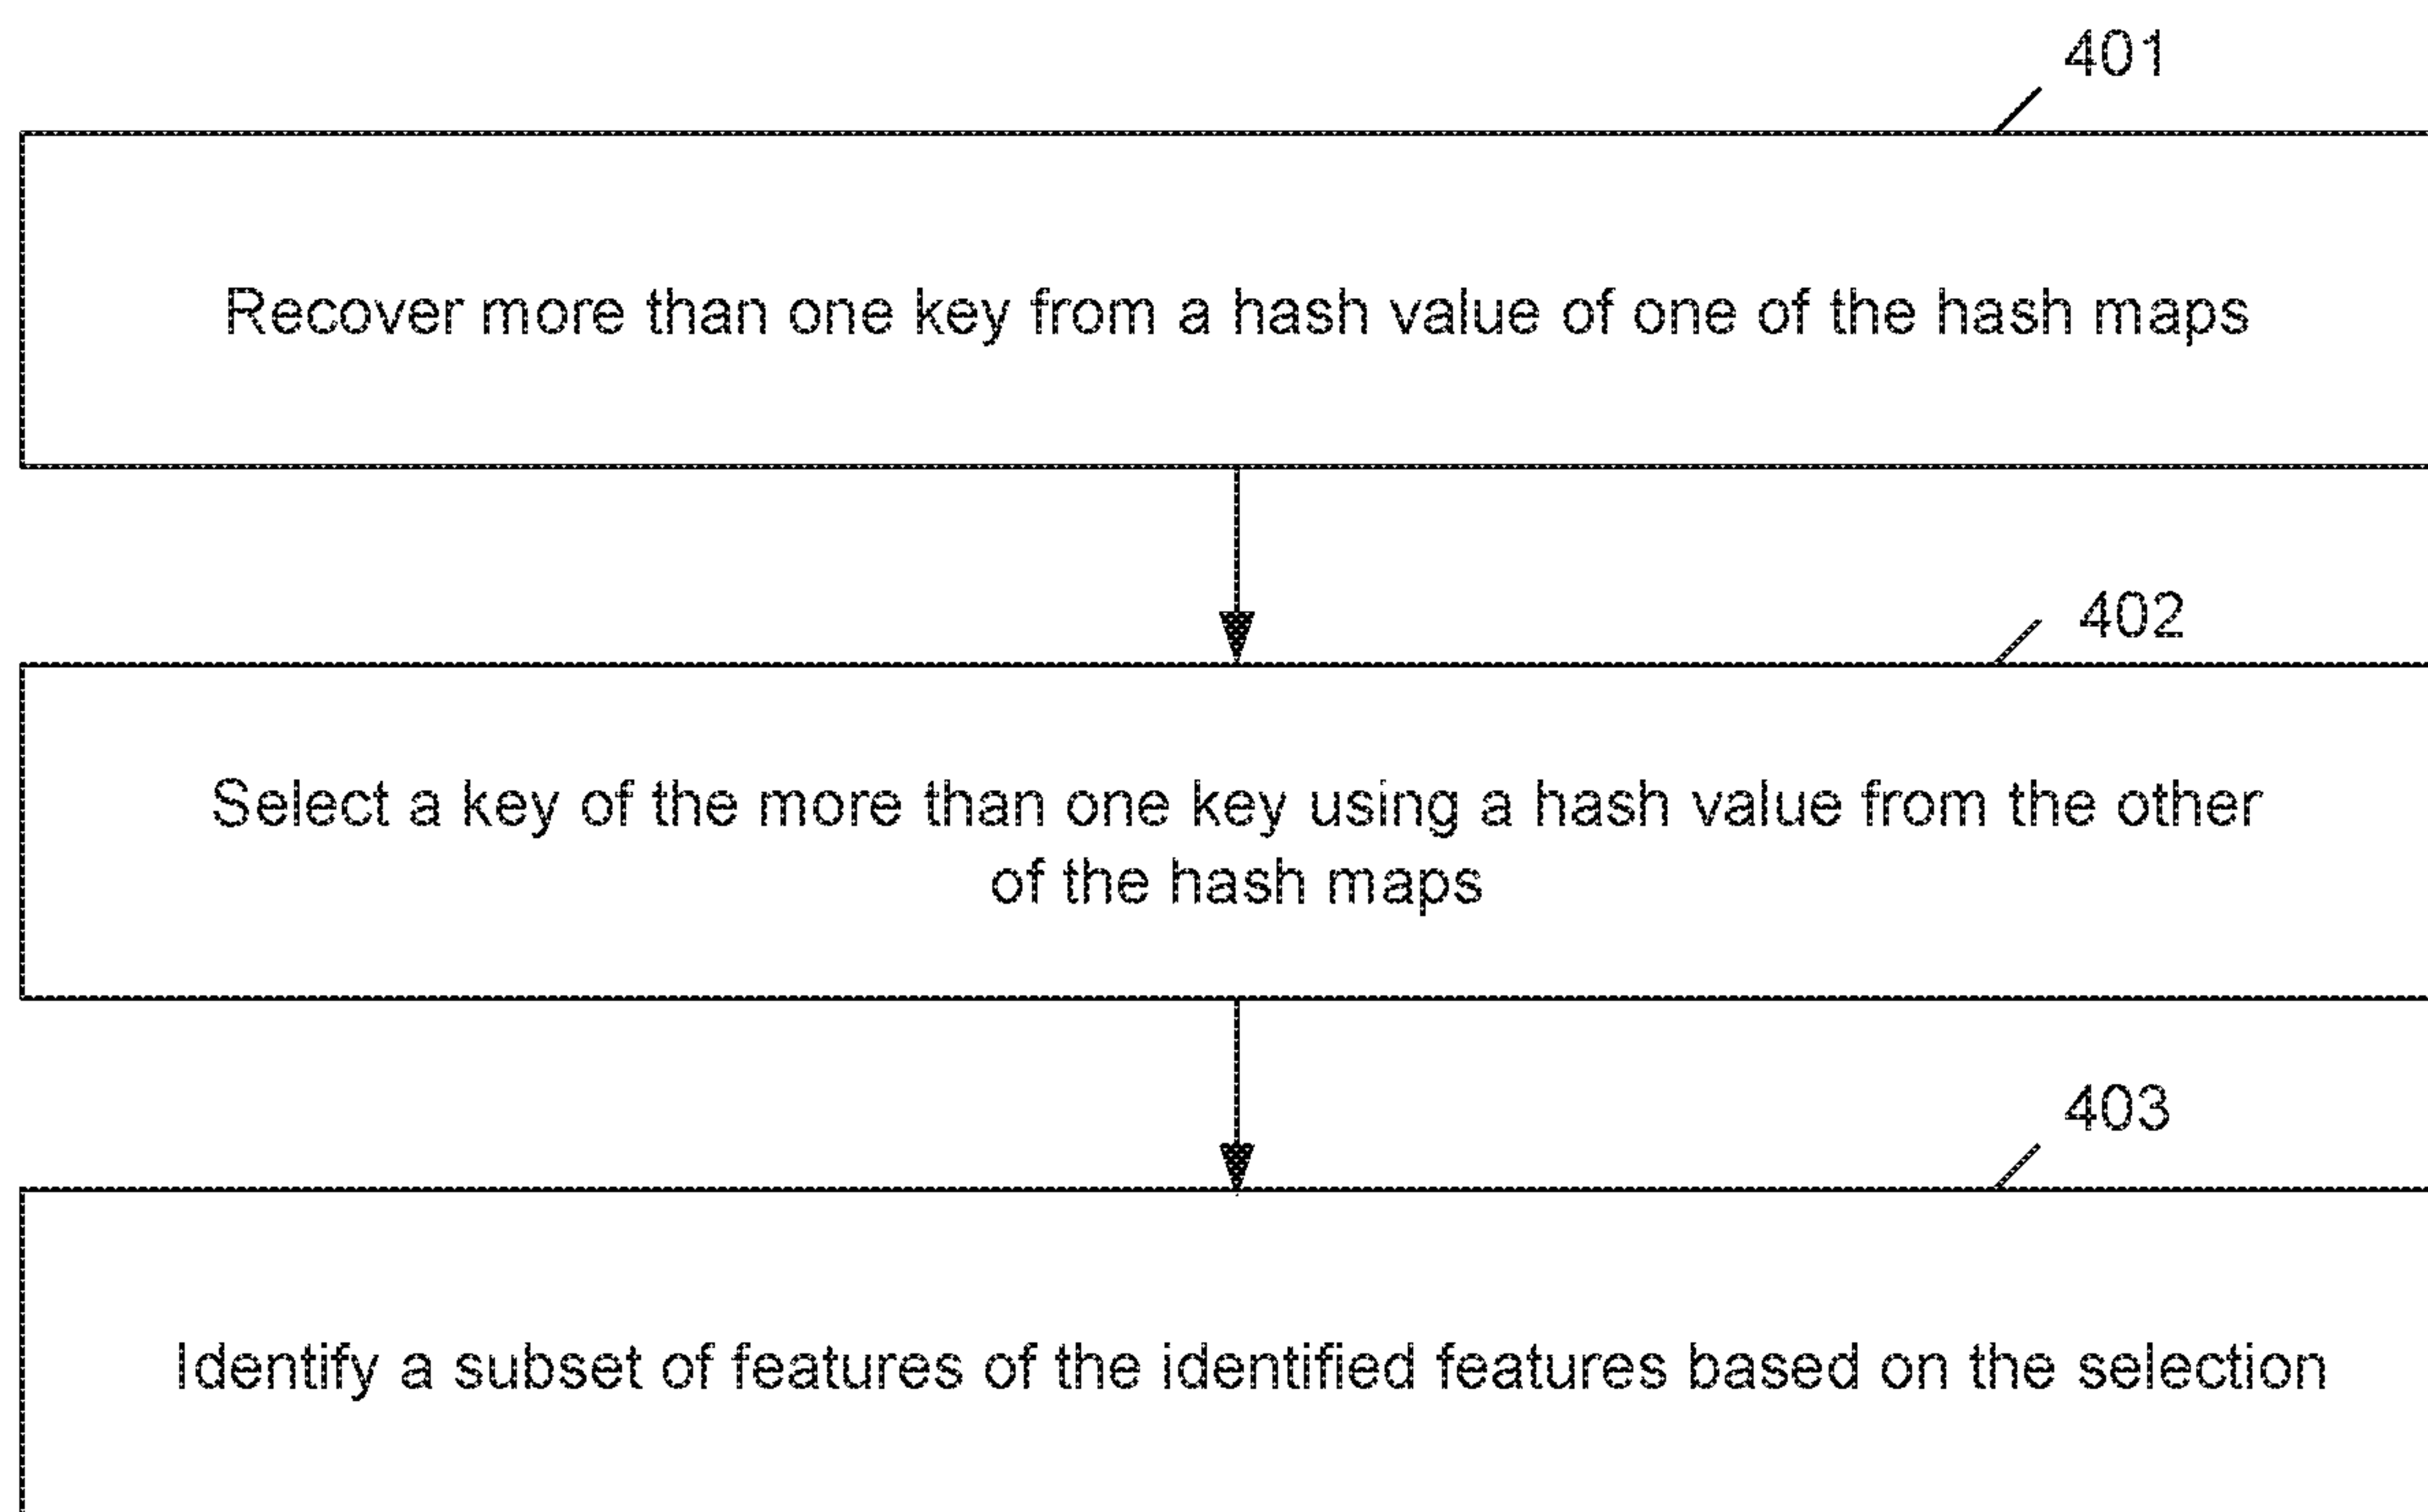 401
Recover more than one key from a hash value of one of the hash maps
402
Select a key of the more than one key using a hash value from the other
of the hash maps
403
Identify a subset of features of the identified features based on the selection